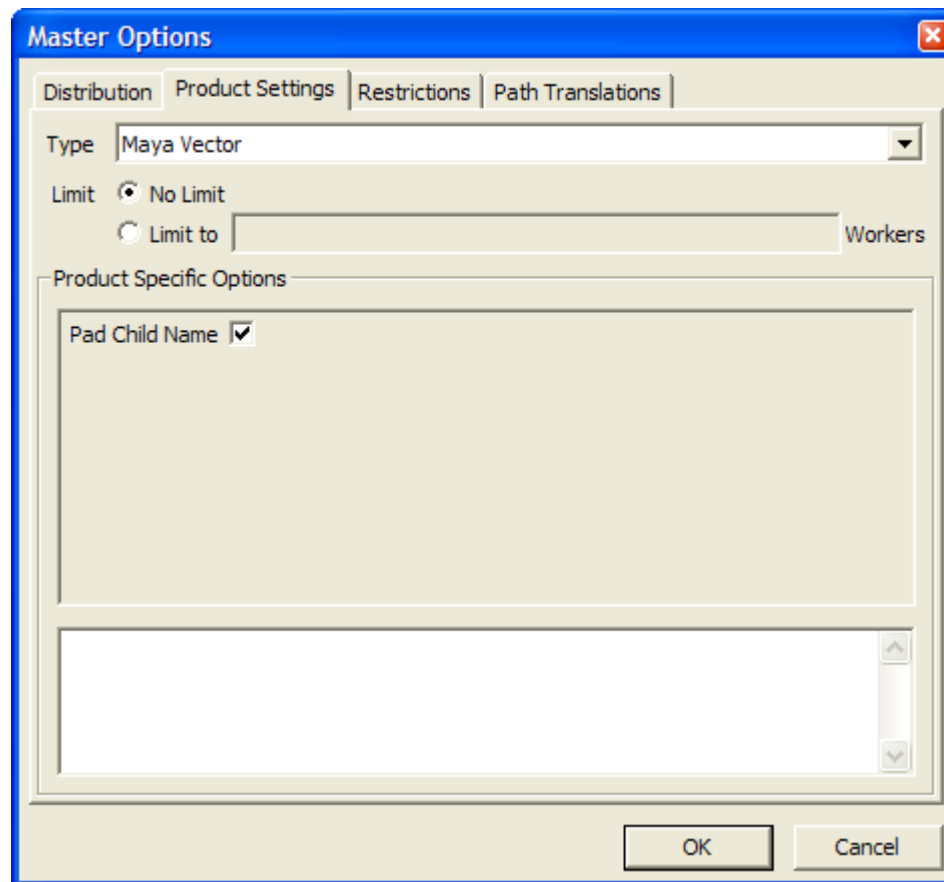 Master Options
Distribution Product Settings Restrictions Path Translations
Type Maya Vector
Limit No Limit
Limit to Workers
Product Specific Options
Pad Child Name
OK Cancel